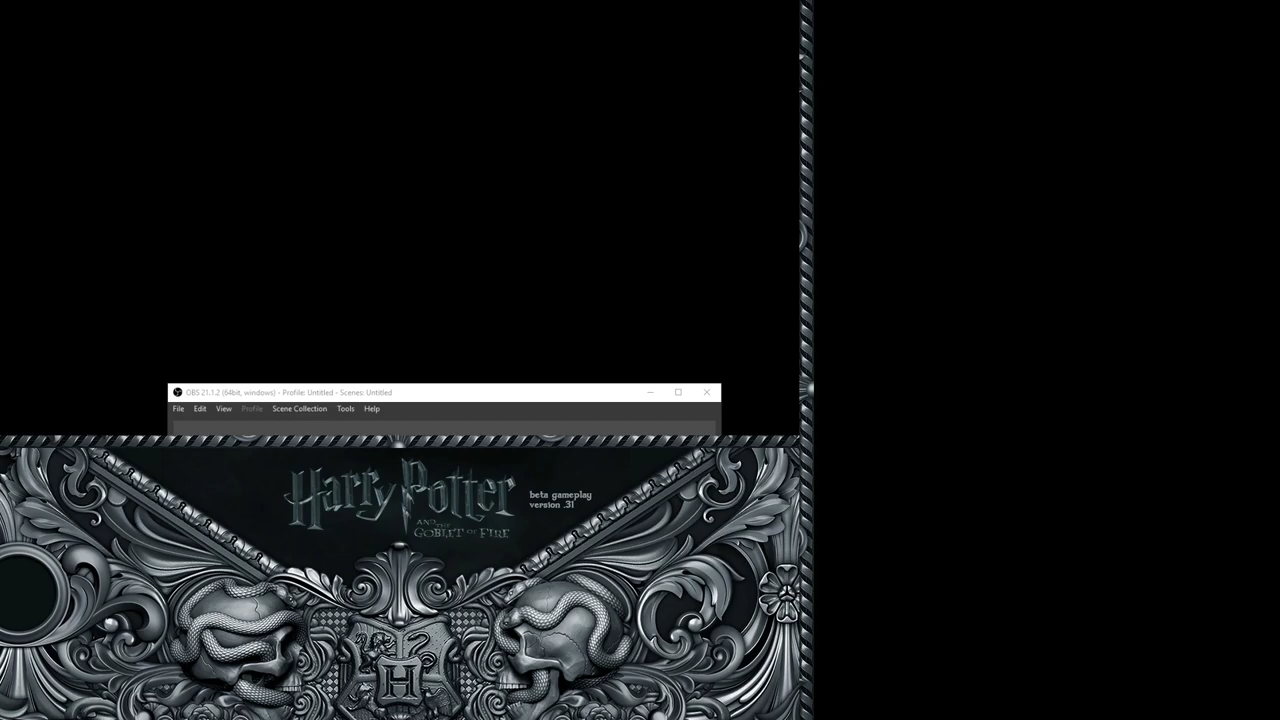 OBS 21.1.2 (64bit, windows) - Profile: Untitled - Scenes: Untitled
File Edit View Profile Scene Collection Tools Help
Harry Potter
AND THE
GOBLET OF FIRE
beta gameplay
version .31
H